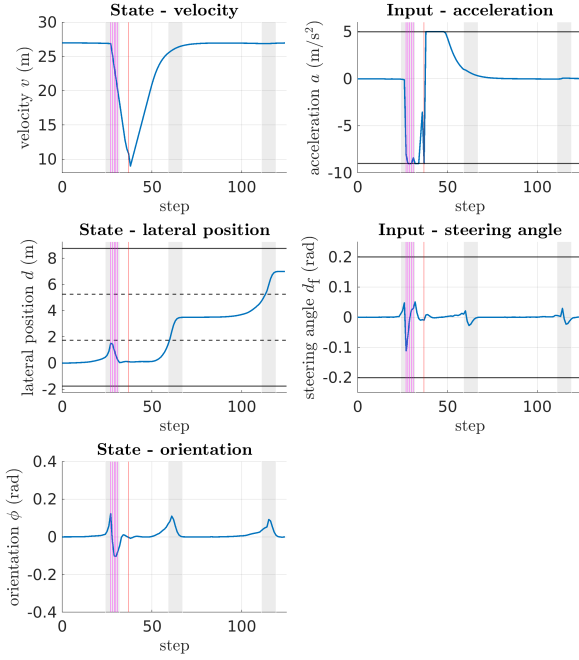 State - velocity
velocity v (m)
30
25
20
15
10
0
50
100
step
Input - acceleration
acceleration a (m/s²)
5
0
-5
-10
0
50
100
step
State - lateral position
lateral position d (m)
8
6
4
2
0
-2
0
50
100
step
Input - steering angle
steering angle d_f (rad)
0.2
0.1
0
-0.1
-0.2
0
50
100
step
State - orientation
orientation ϕ (rad)
0.4
0.2
0
-0.2
-0.4
0
50
100
step